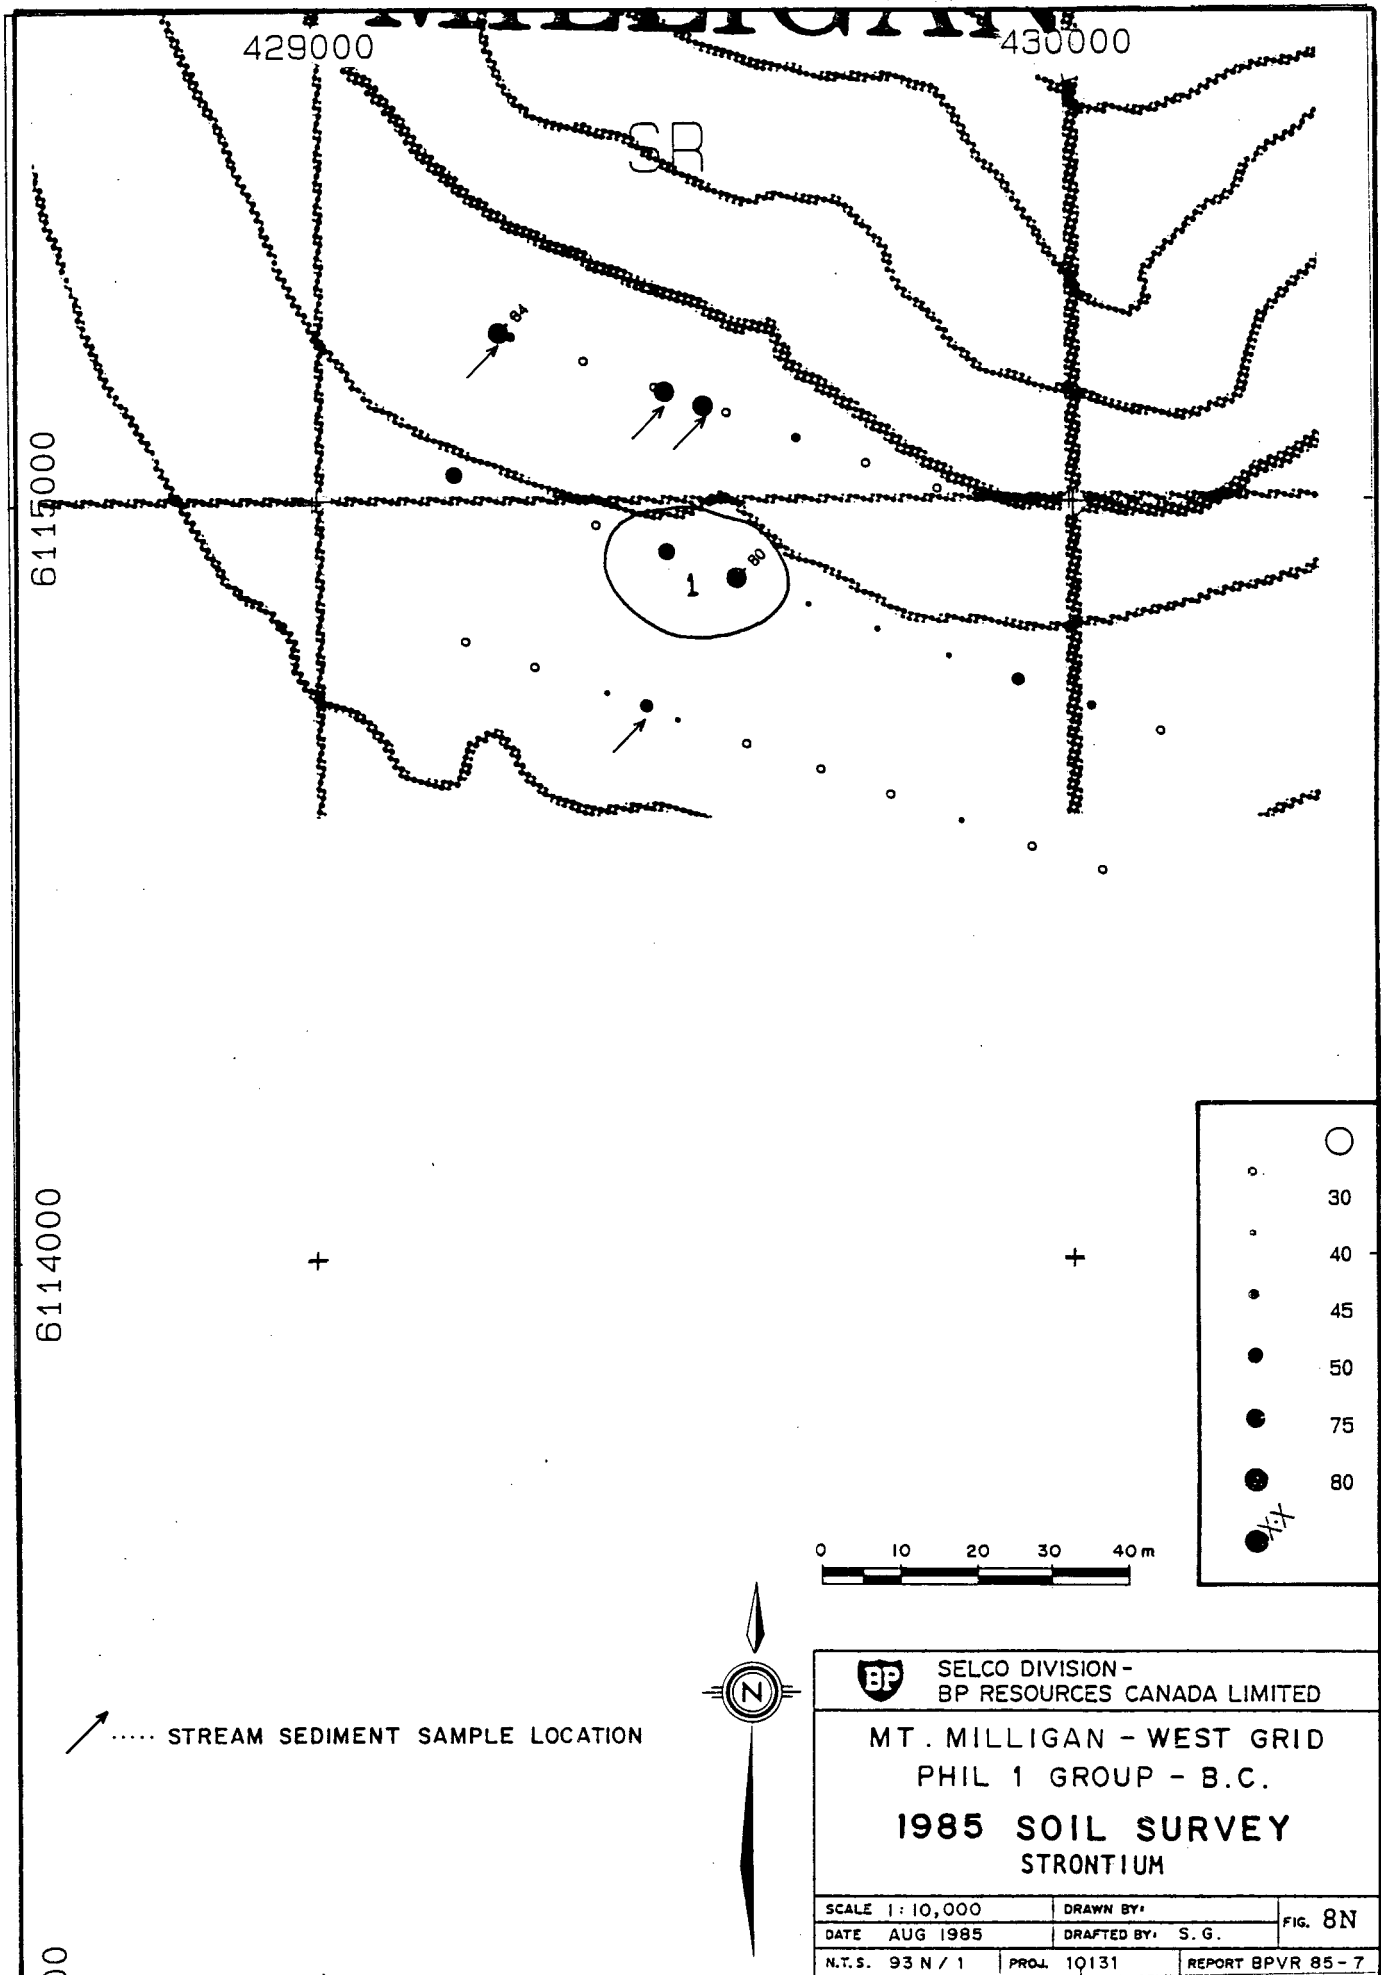 MILLIGAN
429000
430000
SR
84
6115000
80
1
30
6114000
40
45
50
75
80
X·X
0 10 20 30 40 m
BP
SELCO DIVISION-
BP RESOURCES CANADA LIMITED
N
..... STREAM SEDIMENT SAMPLE LOCATION
MT. MILLIGAN - WEST GRID
PHIL 1 GROUP - B.C.
1985 SOIL SURVEY
STRONTIUM
SCALE 1:10,000
DRAWN BY:
FIG. 8N
DATE AUG 1985
DRAFTED BY: S.G.
N.T.S. 93 N / 1
PROJ. 10131
REPORT BPVR 85-7